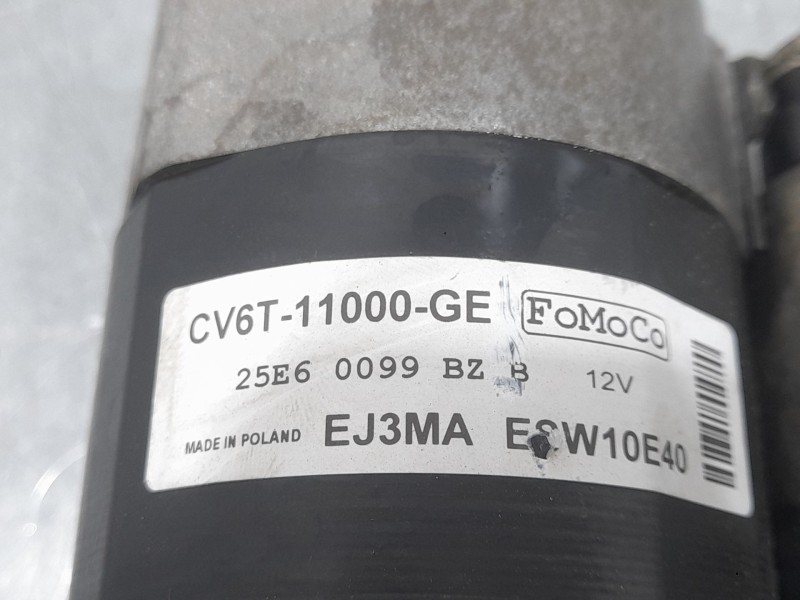 CV6T-11000-GE FoMoCo
25E6 0099 BZ B 12V
MADE IN POLAND EJ3MA ESW10E40